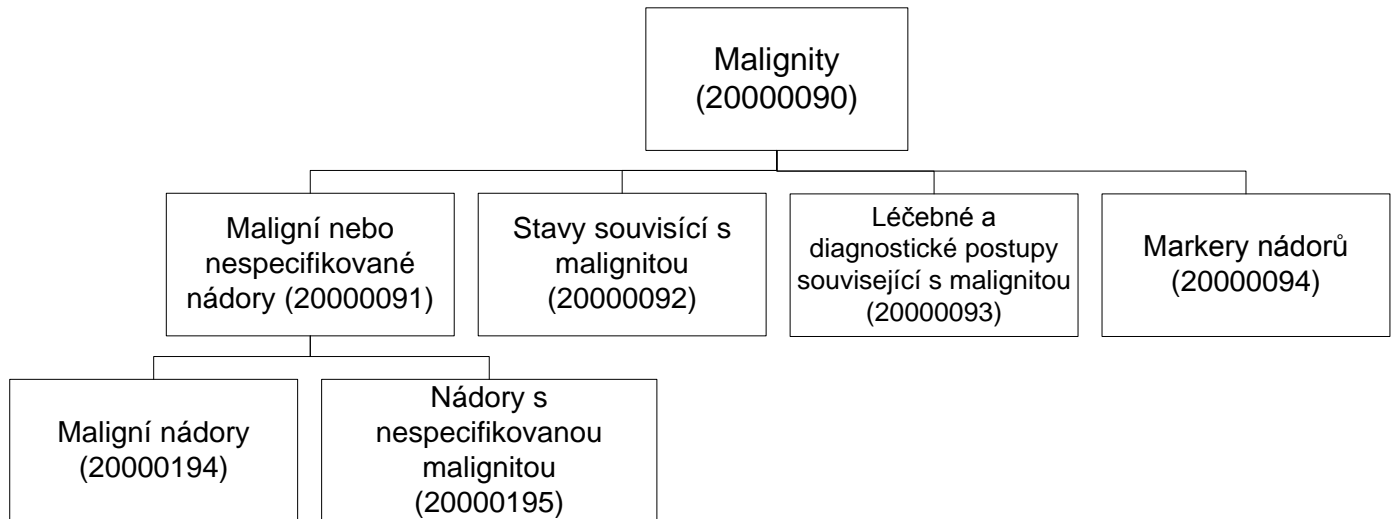 Malignity
(20000090)
Maligní nebo
nespecifikované
nádory (20000091)
Stavy souvisící s
malignitou
(20000092)
Léčebné a
diagnostické postupy
související s malignitou
(20000093)
Markery nádorů
(20000094)
Maligní nádory
(20000194)
Nádory s
nespecifikovanou
malignitou
(20000195)